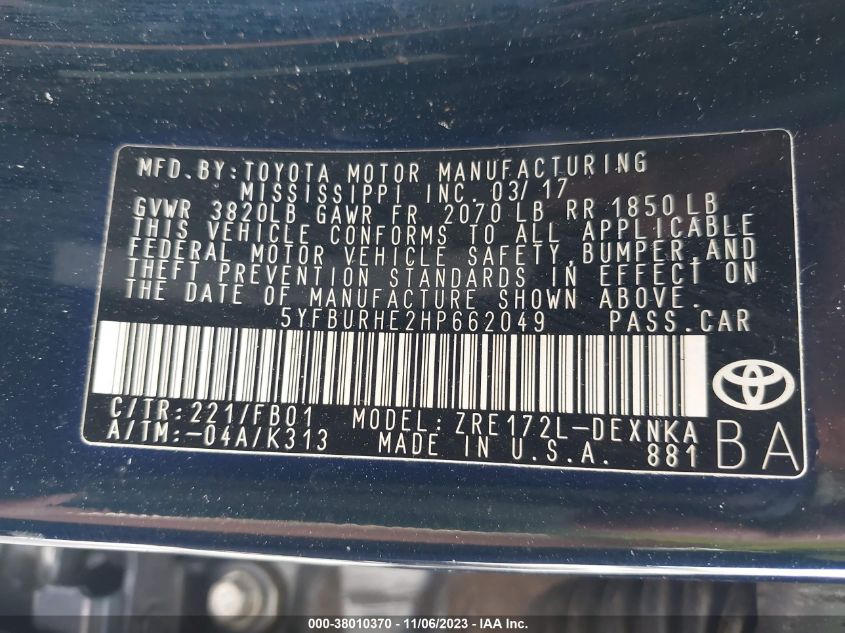 MFD. BY: TOYOTA MOTOR MANUFACTURING
MISSISSIPPI INC. 03/17
GVWR 3820LB GAWR FR 2070 LB RR 1850 LB
THIS VEHICLE CONFORMS TO ALL APPLICABLE
FEDERAL MOTOR VEHICLE SAFETY, BUMPER, AND
THEFT PREVENTION STANDARDS IN EFFECT ON
THE DATE OF MANUFACTURE SHOWN ABOVE.
5YFBURHE2HP662049 PASS. CAR
C/TR: 221/FB01 MODEL: ZRE172L-DEXNKA
A/TM: -04A/K313 MADE IN U.S.A. 881 BA
000-38010370 - 11/06/2023 - IAA Inc.